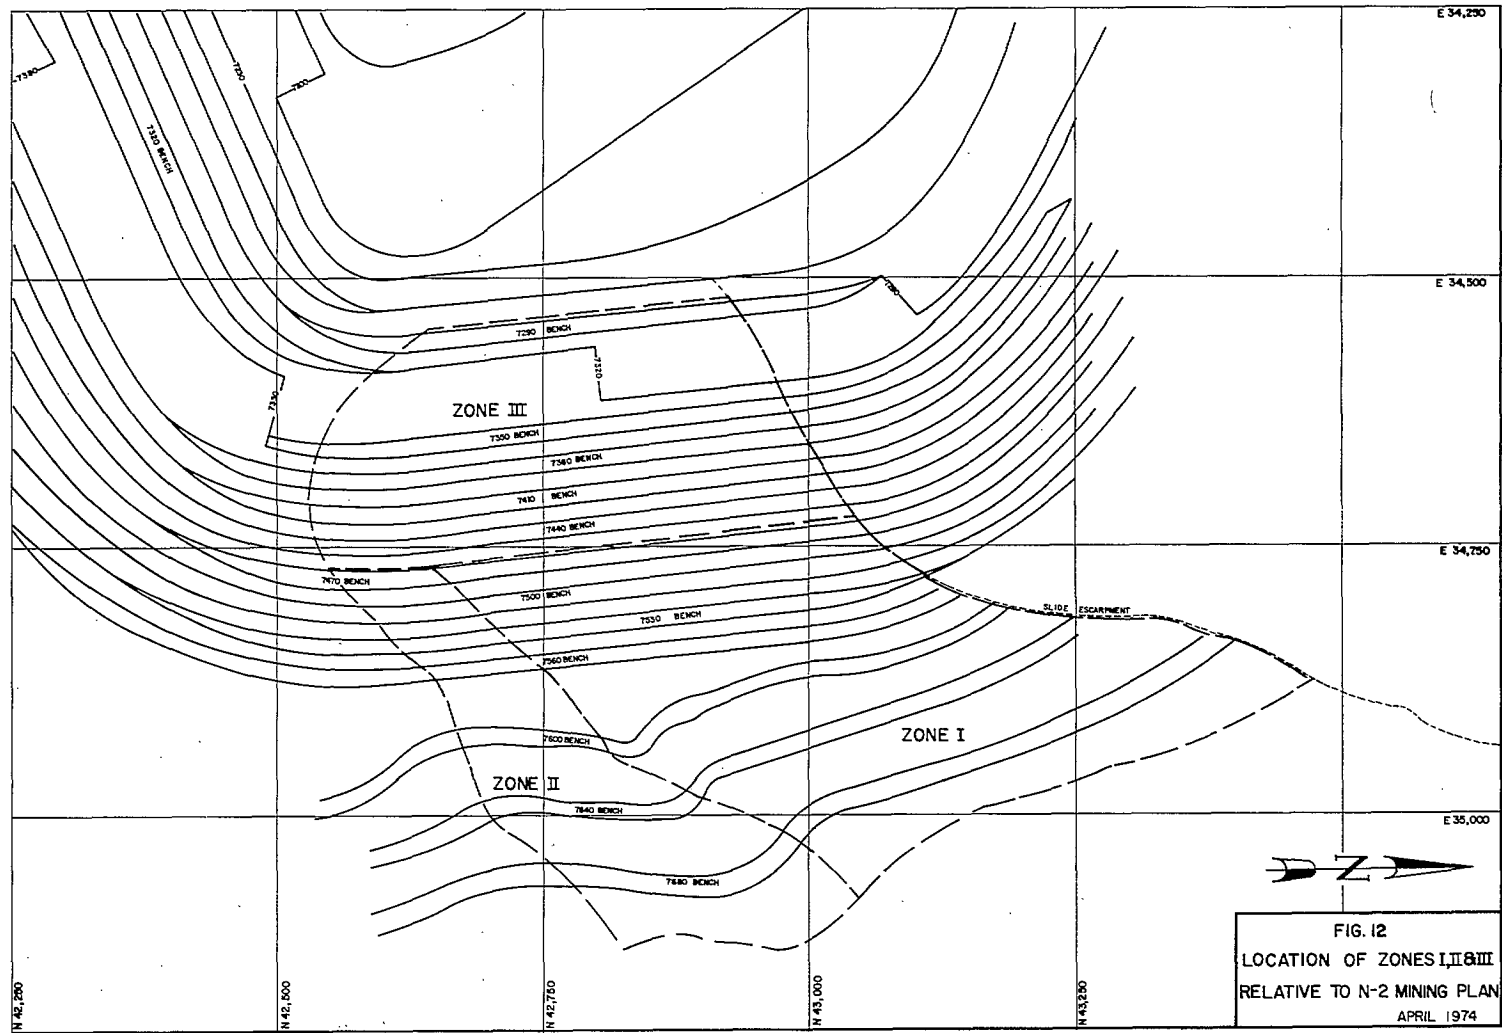 E 34,250
7380
7320 BENCH
7200
E 34,500
7290 BENCH
7320
7350
ZONE III
7350 BENCH
7380 BENCH
7410 BENCH
7440 BENCH
E 34,750
7470 BENCH
7500 BENCH
7530 BENCH
SLIDE ESCARPMENT
7560 BENCH
ZONE I
7600 BENCH
ZONE II
7640 BENCH
E 35,000
7680 BENCH
N
FIG. 12
LOCATION OF ZONES I, II & III
RELATIVE TO N-2 MINING PLAN
APRIL 1974
N 42,250
N 42,500
N 42,750
N 43,000
N 43,250